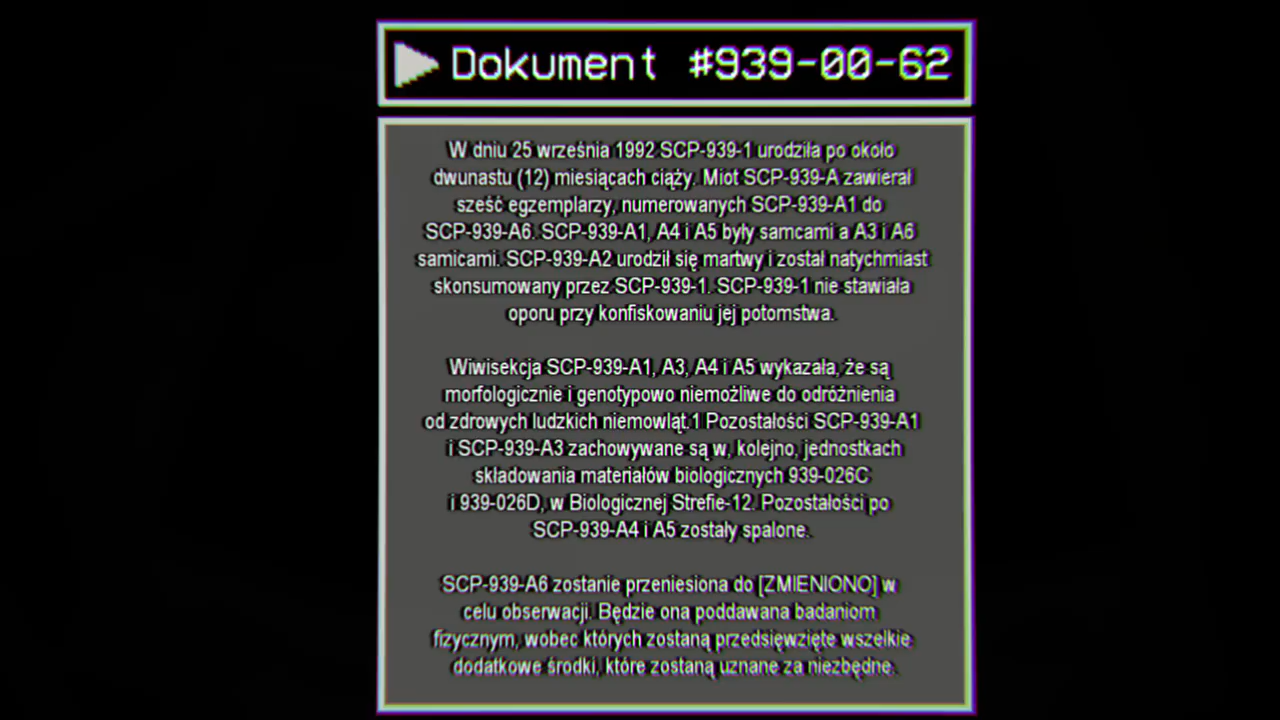 Dokument #939-00-62
W dniu 25 września 1992 SCP-939-1 urodziła po około
dwunastu (12) miesiącach ciąży. Miot SCP-939-A zawierał
sześć egzemplarzy, numerowanych SCP-939-A1 do
SCP-939-A6. SCP-939-A1, A4 i A5 były samcami a A3 i A6
samicami. SCP-939-A2 urodził się martwy i został natychmiast
skonsumowany przez SCP-939-1. SCP-939-1 nie stawiała
oporu przy konfiskowaniu jej potomstwa.
Wiwisekcja SCP-939-A1, A3, A4 i A5 wykazała, że są
morfologicznie i genotypowo niemożliwe do odróżnienia
od zdrowych ludzkich niemowląt.1 Pozostałości SCP-939-A1
i SCP-939-A3 zachowywane są w, kolejno, jednostkach
składowania materiałów biologicznych 939-026C
i 939-026D, w Biologicznej Strefie-12. Pozostałości po
SCP-939-A4 i A5 zostały spalone.
SCP-939-A6 zostanie przeniesiona do [ZMIENIONO] w
celu obserwacji. Będzie ona poddawana badaniom
fizycznym, wobec których zostaną przedsięwzięte wszelkie
dodatkowe środki, które zostaną uznane za niezbędne.